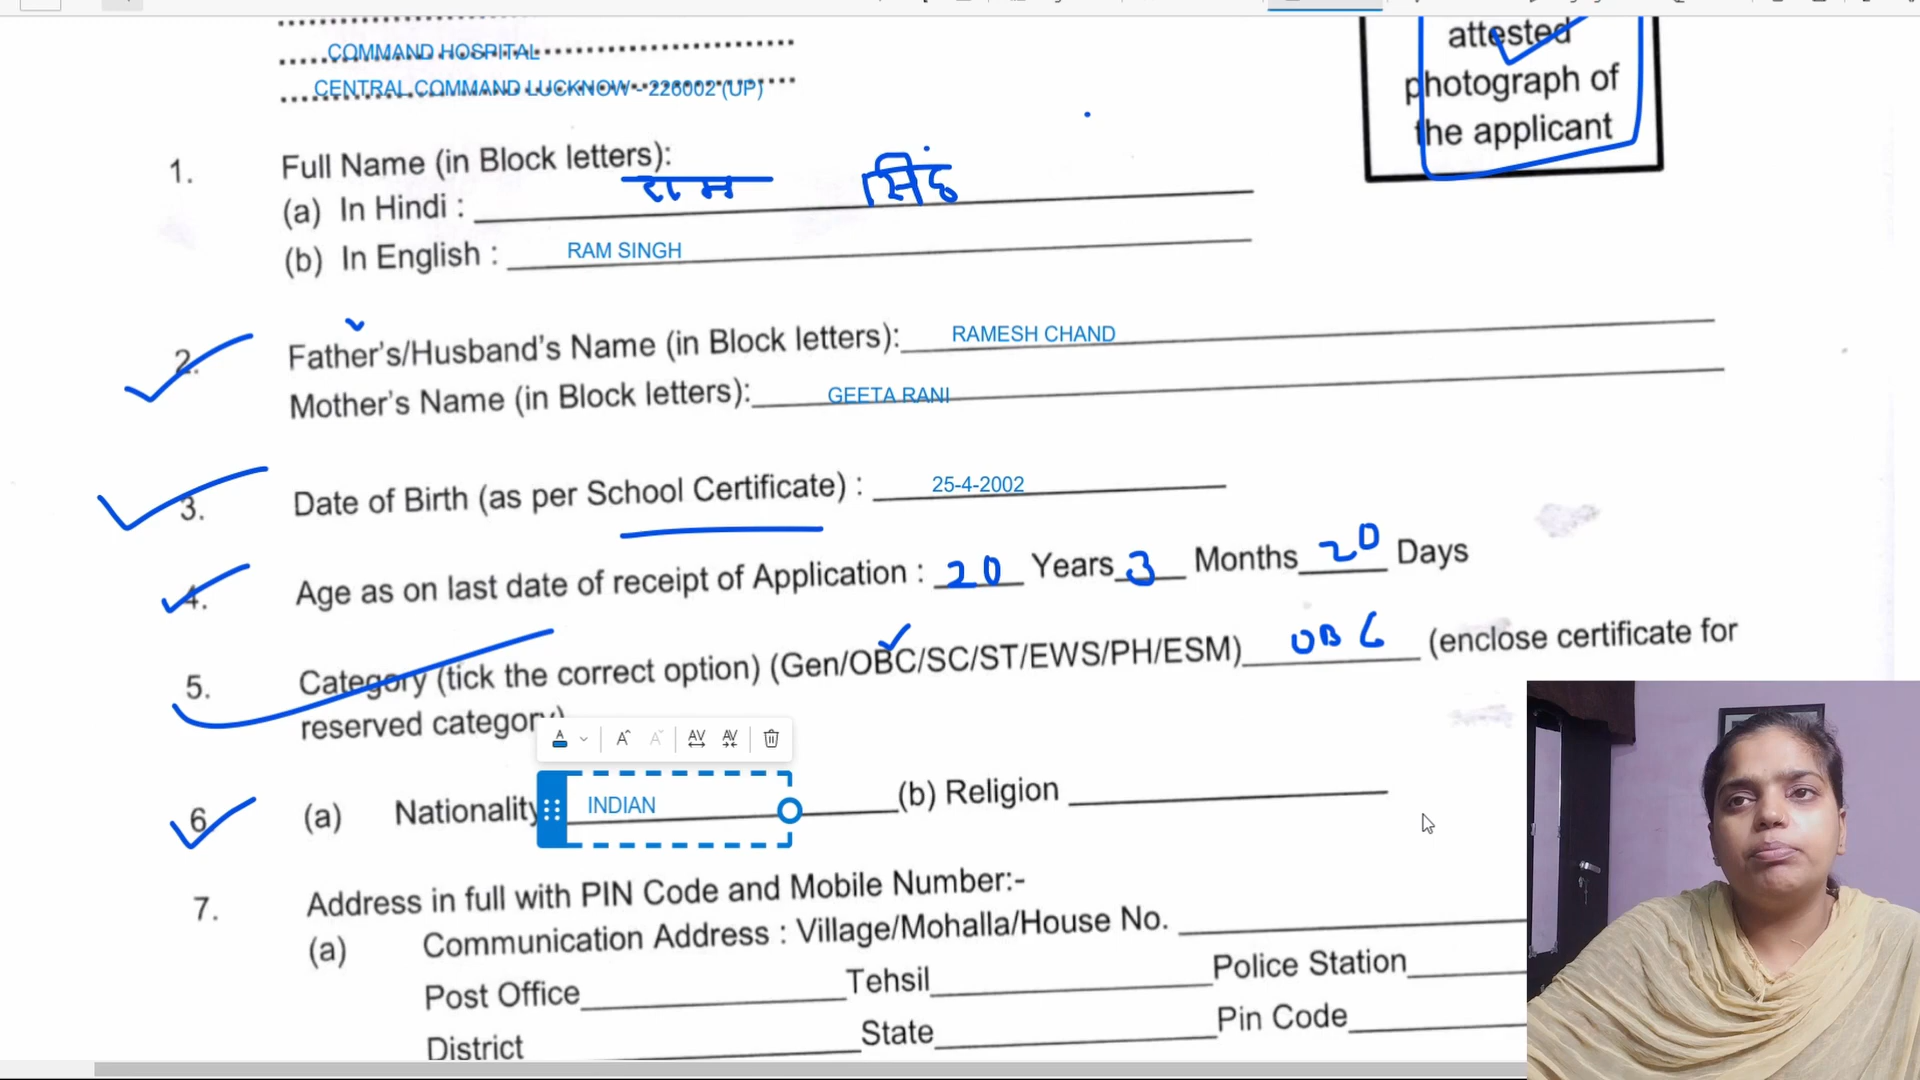 COMMAND HOSPITAL
CENTRAL COMMAND LUCKNOW - 226002 (UP)
attested
photograph of
the applicant
1. Full Name (in Block letters):
(a) In Hindi : राम सिंह
(b) In English : RAM SINGH
2. Father's/Husband's Name (in Block letters): RAMESH CHAND
Mother's Name (in Block letters): GEETA RANI
3. Date of Birth (as per School Certificate) : 25-4-2002
4. Age as on last date of receipt of Application : 20 Years 3 Months 20 Days
5. Category (tick the correct option) (Gen/OBC/SC/ST/EWS/PH/ESM) OBC (enclose certificate for
reserved category)
6 (a) Nationality INDIAN (b) Religion
7. Address in full with PIN Code and Mobile Number:-
(a) Communication Address : Village/Mohalla/House No.
Post Office Tehsil Police Station
District State Pin Code